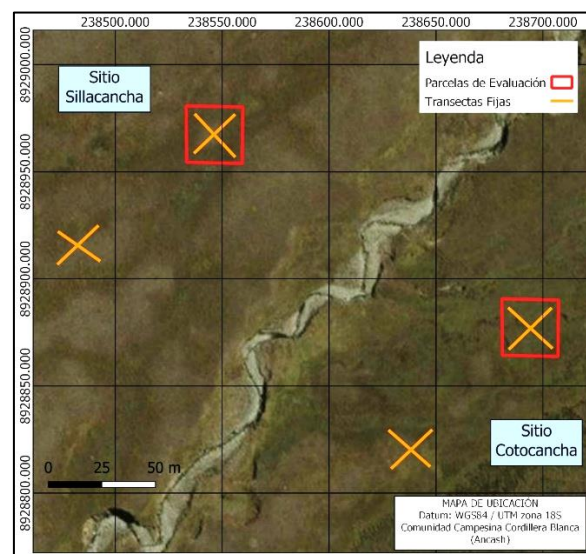 238500.000 238550.000 238600.000 238650.000 238700.000
8929000.000
8928950.000
8928900.000
8928850.000
8928800.000
Sitio
Sillacancha
Leyenda
Parcelas de Evaluación
Transectas Fijas
Sitio
Cotocancha
0 25 50 m
MAPA DE UBICACIÓN
Datum: WGS84 / UTM zona 18S
Comunidad Campesina Cordillera Blanca
(Ancash)